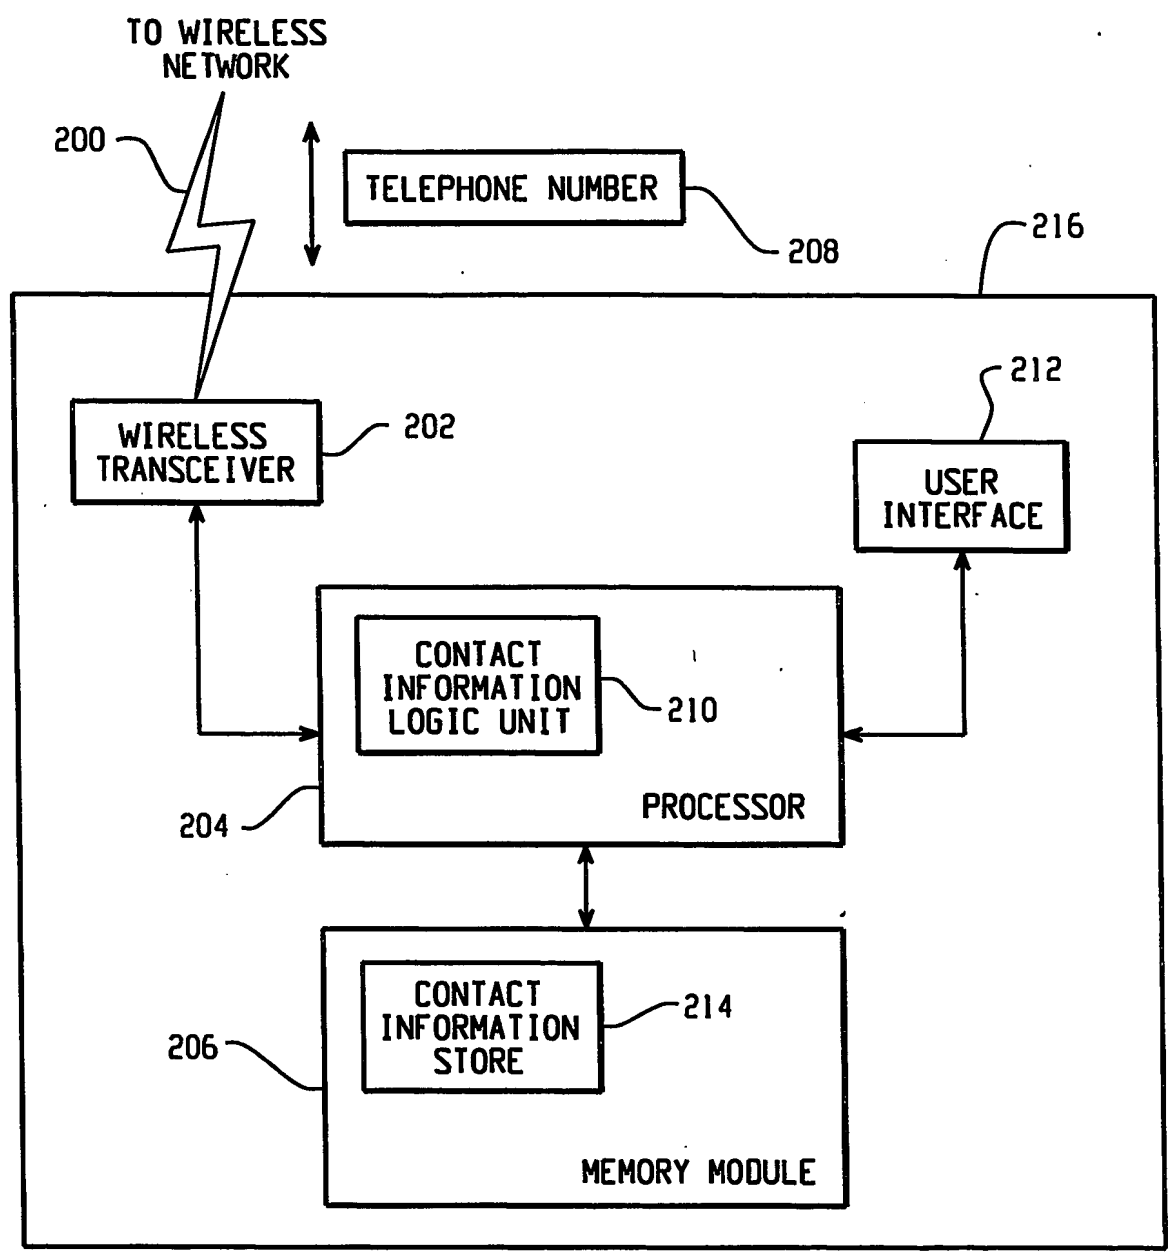 TO WIRELESS
NETWORK
200
TELEPHONE NUMBER
208
216
212
202
WIRELESS
TRANSCEIVER
USER
INTERFACE
CONTACT
INFORMATION
LOGIC UNIT
210
PROCESSOR
204
CONTACT
INFORMATION
STORE
214
206
MEMORY MODULE